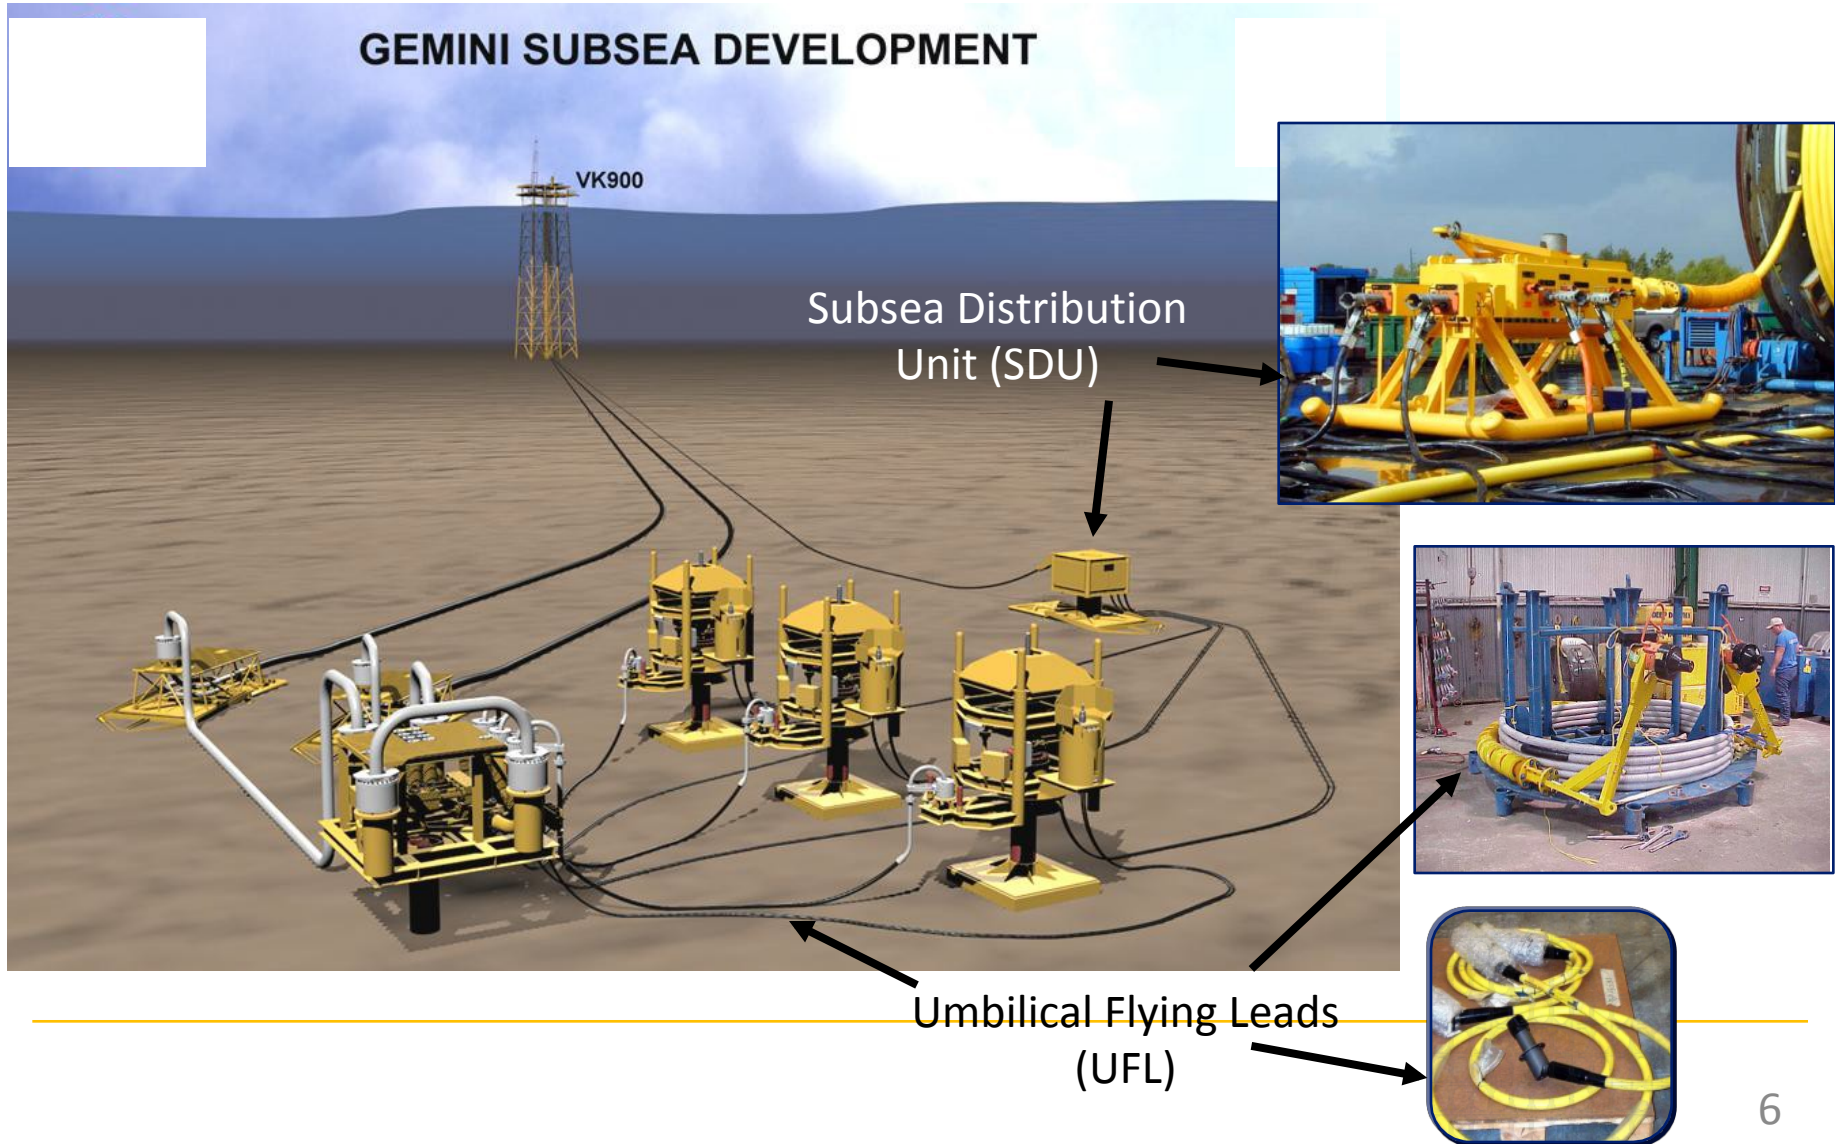 GEMINI SUBSEA DEVELOPMENT
VK900
Subsea Distribution
Unit (SDU)
Umbilical Flying Leads
(UFL)
6